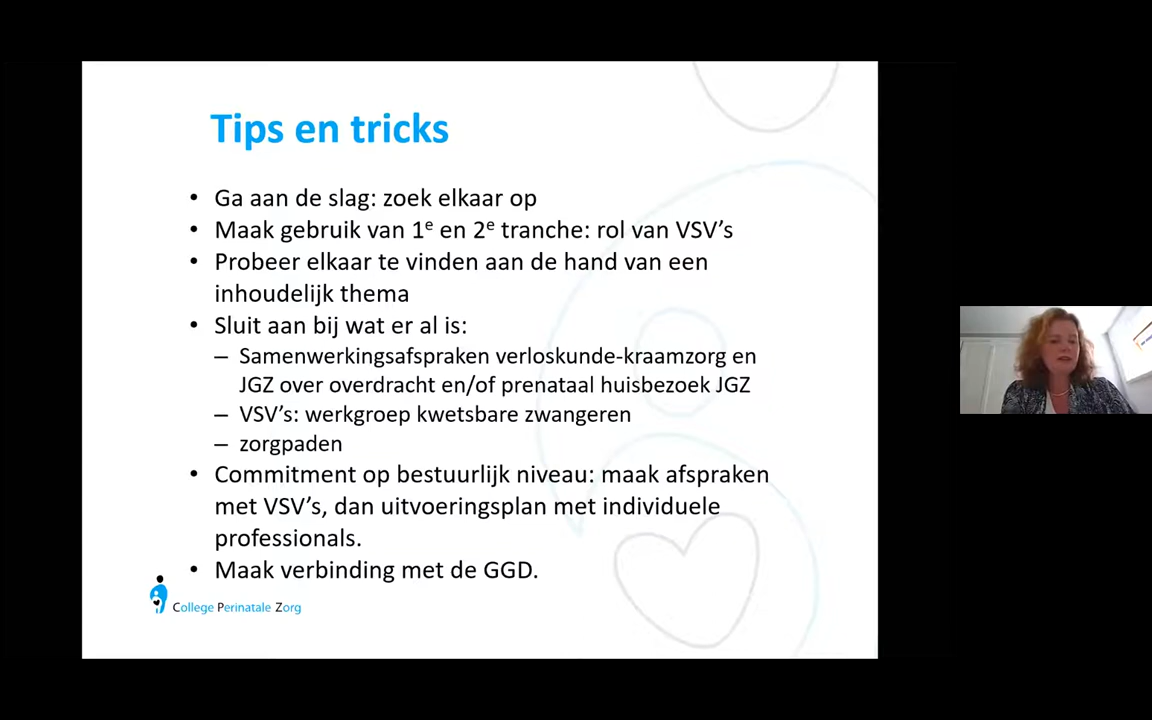 Tips en tricks
• Ga aan de slag: zoek elkaar op
• Maak gebruik van 1e en 2e tranche: rol van VSV’s
• Probeer elkaar te vinden aan de hand van een
inhoudelijk thema
• Sluit aan bij wat er al is:
– Samenwerkingsafspraken verloskunde-kraamzorg en
JGZ over overdracht en/of prenataal huisbezoek JGZ
– VSV’s: werkgroep kwetsbare zwangeren
– zorgpaden
• Commitment op bestuurlijk niveau: maak afspraken
met VSV’s, dan uitvoeringsplan met individuele
professionals.
• Maak verbinding met de GGD.
College Perinatale Zorg